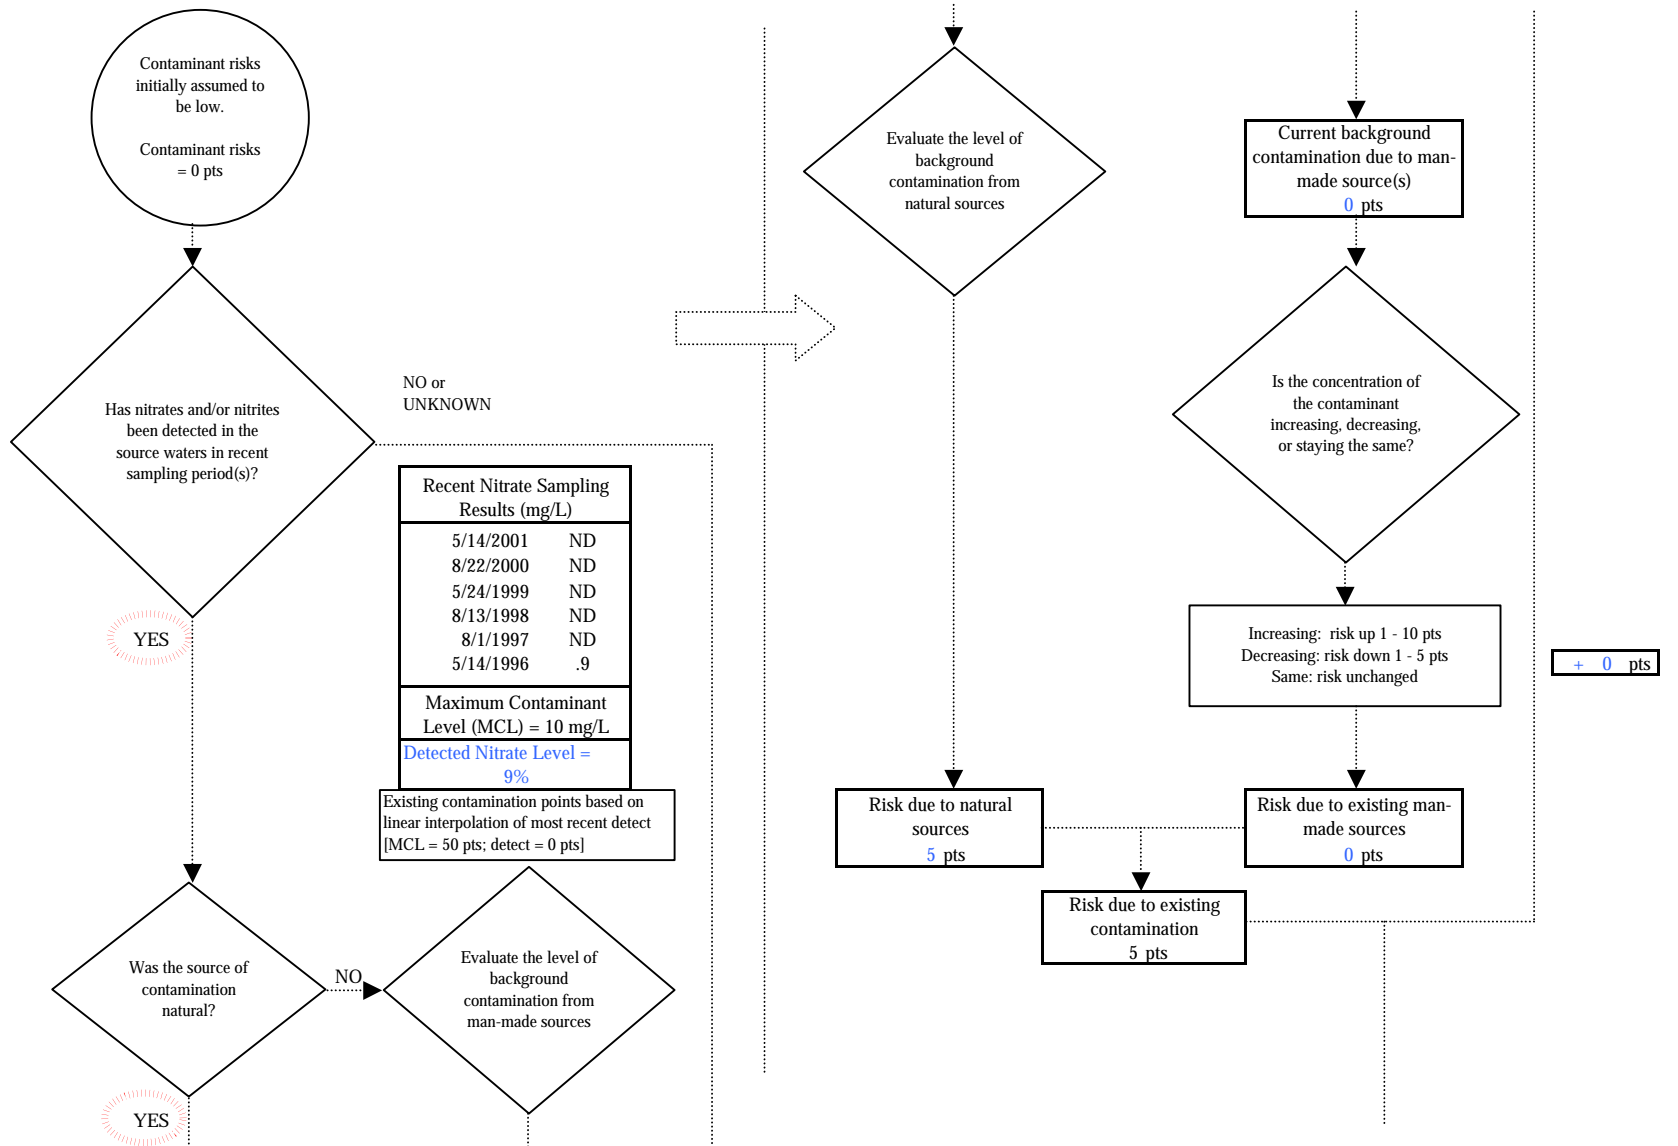 Contaminant risks
initially assumed to
be low.
Contaminant risks
= 0 pts
Has nitrates and/or nitrites
been detected in the
source waters in recent
sampling period(s)?
NO or
UNKNOWN
YES
Recent Nitrate Sampling
Results (mg/L)
5/14/2001 ND
8/22/2000 ND
5/24/1999 ND
8/13/1998 ND
8/1/1997 ND
5/14/1996 .9
Maximum Contaminant
Level (MCL) = 10 mg/L
Detected Nitrate Level =
9%
Existing contamination points based on
linear interpolation of most recent detect
[MCL = 50 pts; detect = 0 pts]
Was the source of
contamination
natural?
NO
YES
Evaluate the level of
background
contamination from
man-made sources
Evaluate the level of
background
contamination from
natural sources
Risk due to natural
sources
5 pts
Current background
contamination due to man-
made source(s)
0 pts
Is the concentration of
the contaminant
increasing, decreasing,
or staying the same?
Increasing: risk up 1 - 10 pts
Decreasing: risk down 1 - 5 pts
Same: risk unchanged
Risk due to existing man-
made sources
0 pts
Risk due to existing
contamination
5 pts
+ 0 pts